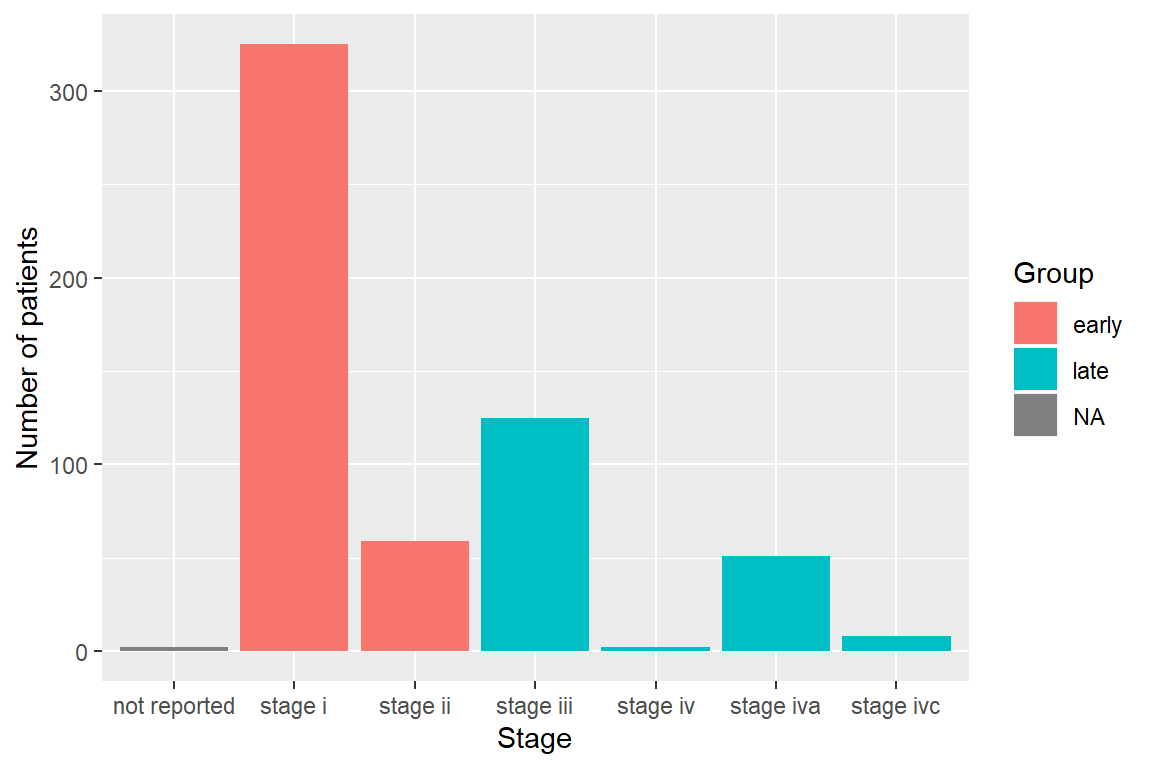 Number of patients
300
200
100
0
not reported stage i stage ii stage iii stage iv stage iva stage ivc
Stage
Group
early
late
NA